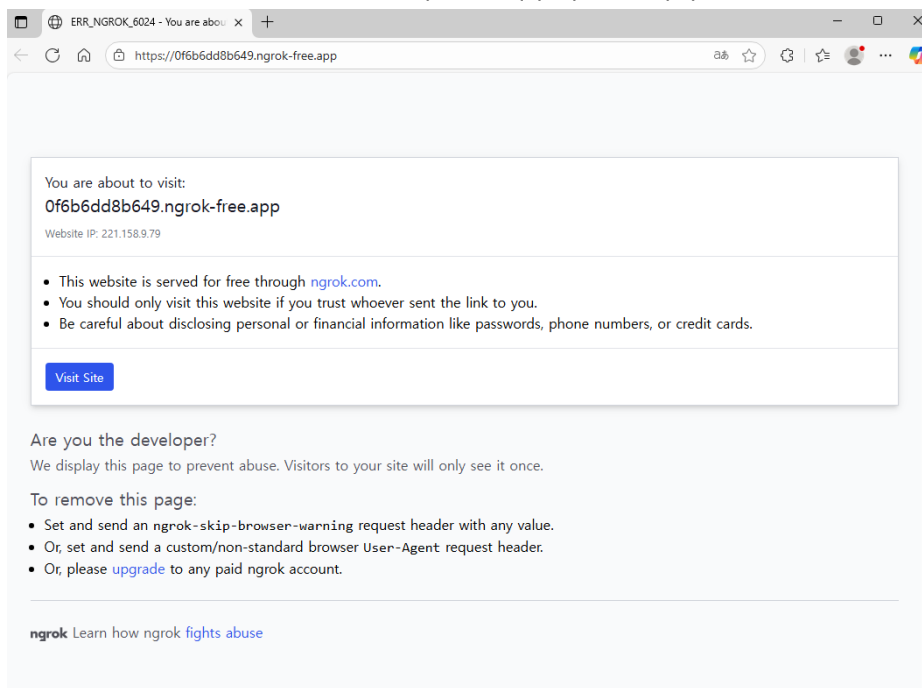 ERR_NGROK_6024 - You are abou
https://0f6b6dd8b649.ngrok-free.app
You are about to visit:
0f6b6dd8b649.ngrok-free.app
Website IP: 221.158.9.79
This website is served for free through ngrok.com.
You should only visit this website if you trust whoever sent the link to you.
Be careful about disclosing personal or financial information like passwords, phone numbers, or credit cards.
Visit Site
Are you the developer?
We display this page to prevent abuse. Visitors to your site will only see it once.
To remove this page:
Set and send an ngrok-skip-browser-warning request header with any value.
Or, set and send a custom/non-standard browser User-Agent request header.
Or, please upgrade to any paid ngrok account.
ngrok Learn how ngrok fights abuse